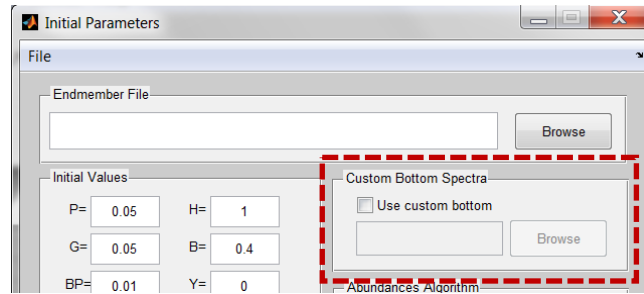 Initial Parameters
File
Endmember File
Browse
Initial Values
P= 0.05 H= 1
G= 0.05 B= 0.4
BP= 0.01 Y= 0
Custom Bottom Spectra
Use custom bottom
Browse
Abundances Algorithm